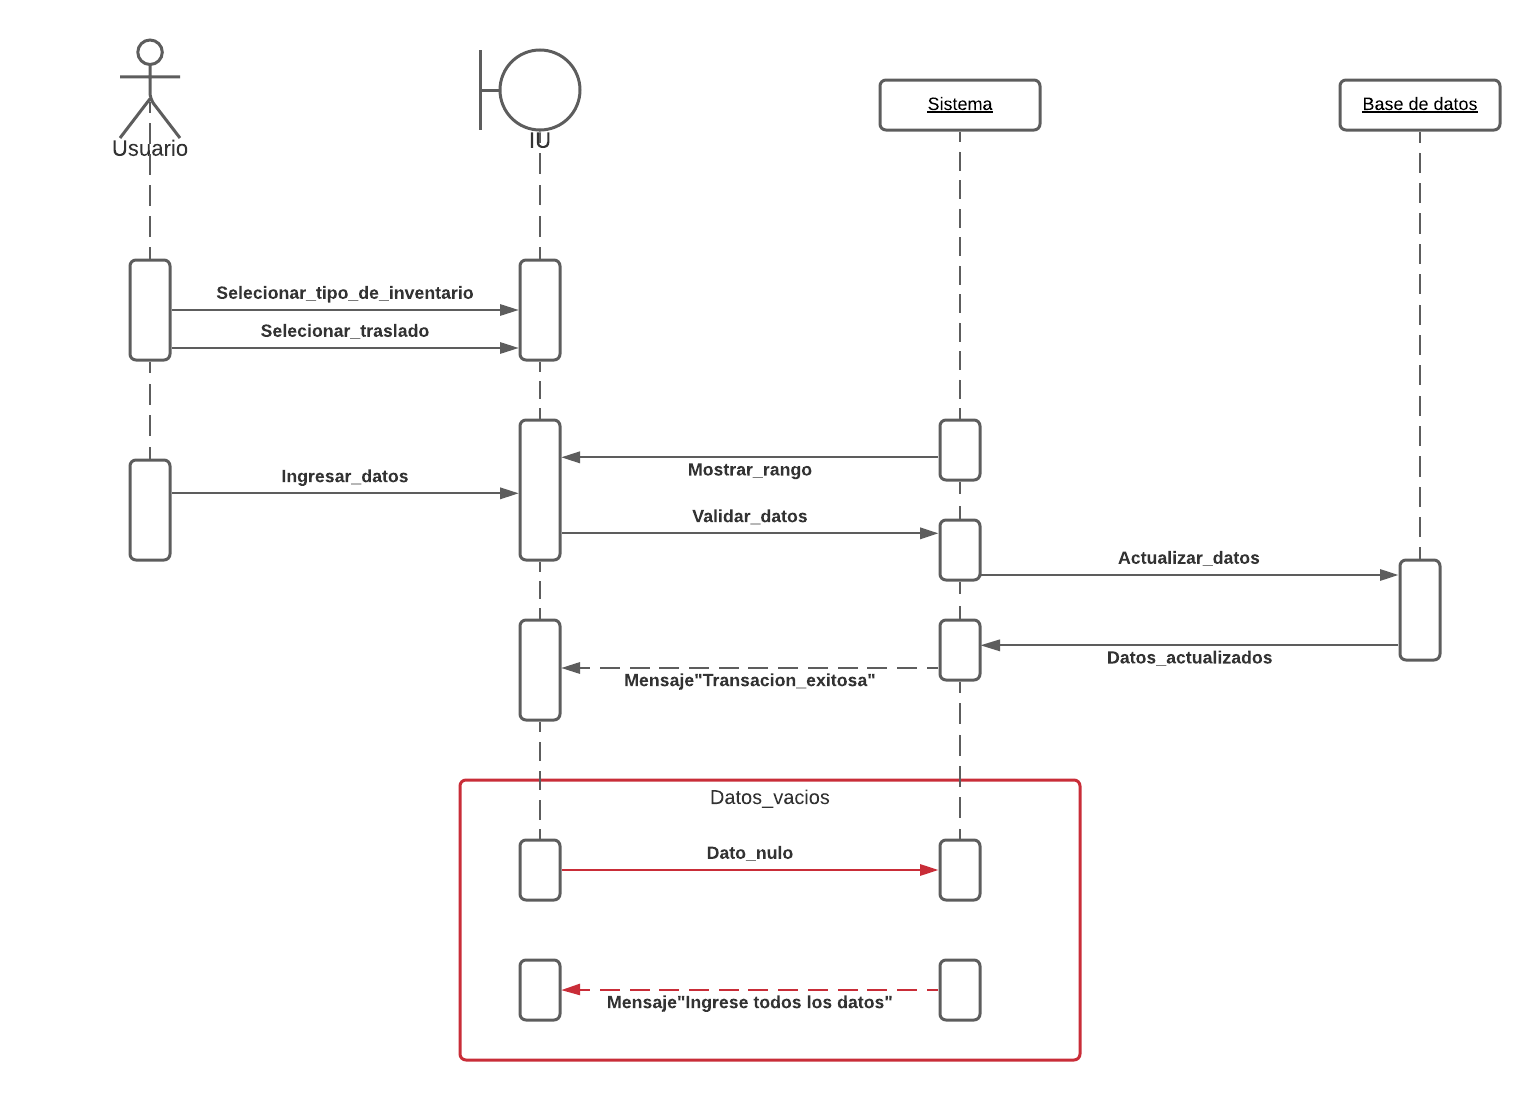 Usuario
IU
Sistema
Base de datos
Selecionar_tipo_de_inventario
Selecionar_traslado
Mostrar_rango
Ingresar_datos
Validar_datos
Actualizar_datos
Datos_actualizados
Mensaje"Transacion_exitosa"
Datos_vacios
Dato_nulo
Mensaje"Ingrese todos los datos"